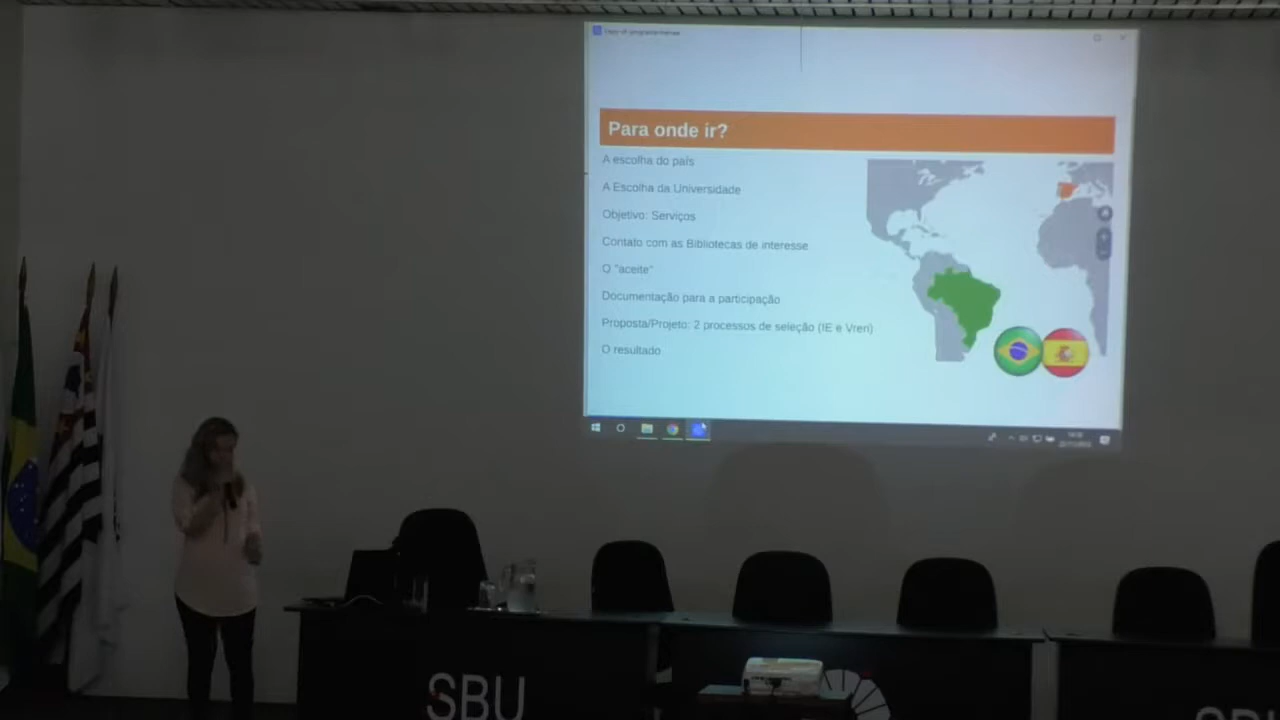 Para onde ir?
A escolha do país
A Escolha da Universidade
Objetivo: Serviços
Contato com as Bibliotecas de interesse
O "aceite"
Documentação para a participação
Proposta/Projeto: 2 processos de seleção (IE e Vreri)
O resultado
SBU